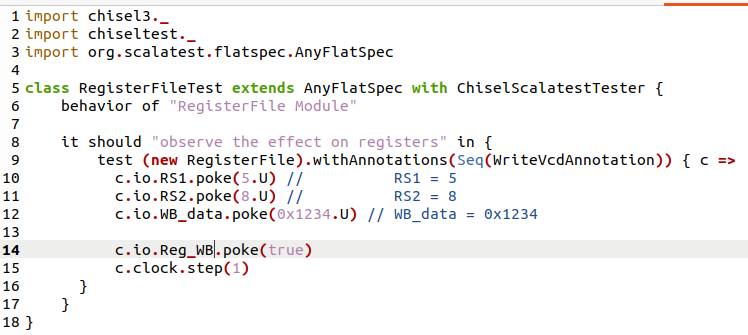 1 import chisel3._
2 import chiseltest._
3 import org.scalatest.flatspec.AnyFlatSpec
4
5 class RegisterFileTest extends AnyFlatSpec with ChiselScalatestTester {
6     behavior of "RegisterFile Module"
7
8     it should "observe the effect on registers" in {
9         test (new RegisterFile).withAnnotations(Seq(WriteVcdAnnotation)) { c =>
10           c.io.RS1.poke(5.U) //          RS1 = 5
11           c.io.RS2.poke(8.U) //          RS2 = 8
12           c.io.WB_data.poke(0x1234.U) // WB_data = 0x1234
13
14           c.io.Reg_WB.poke(true)
15           c.clock.step(1)
16       }
17     }
18 }